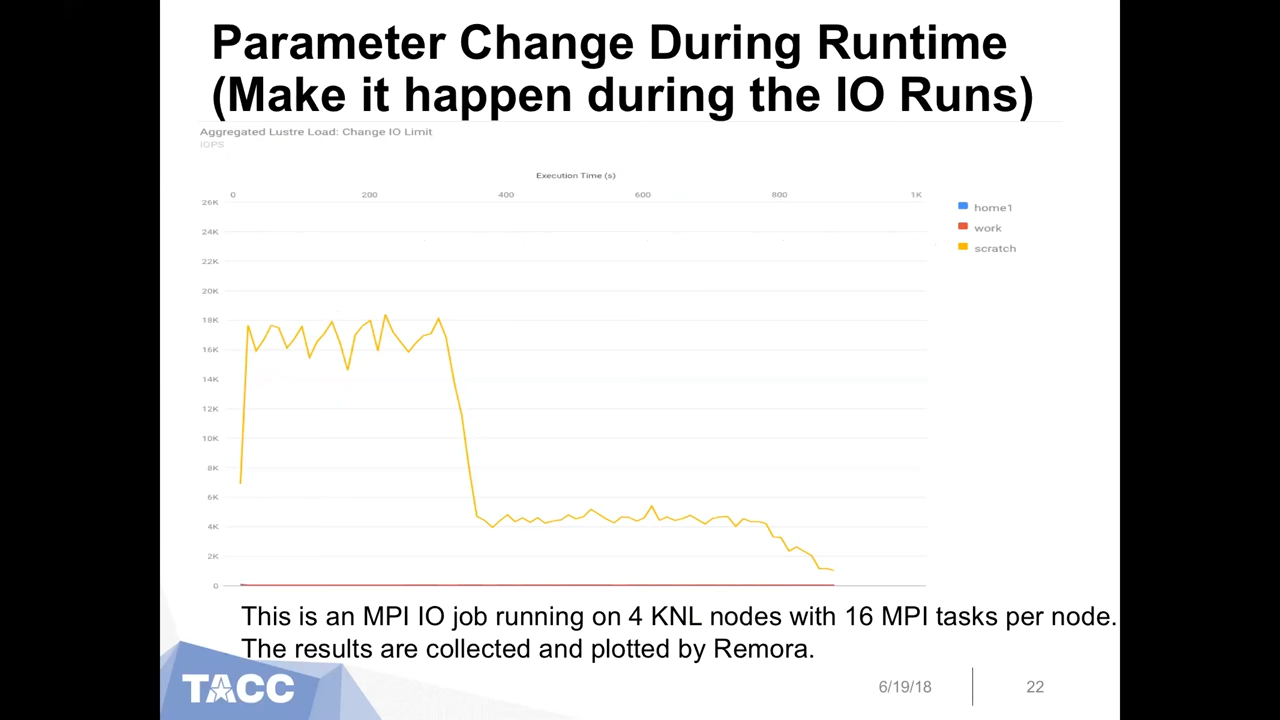 Parameter Change During Runtime
(Make it happen during the IO Runs)
Aggregated Lustre Load: Change IO Limit
IOPS
Execution Time (s)
0 200 400 600 800 1K
26K
24K
22K
20K
18K
16K
14K
12K
10K
8K
6K
4K
2K
0
home1
work
scratch
This is an MPI IO job running on 4 KNL nodes with 16 MPI tasks per node.
The results are collected and plotted by Remora.
TACC
6/19/18
22